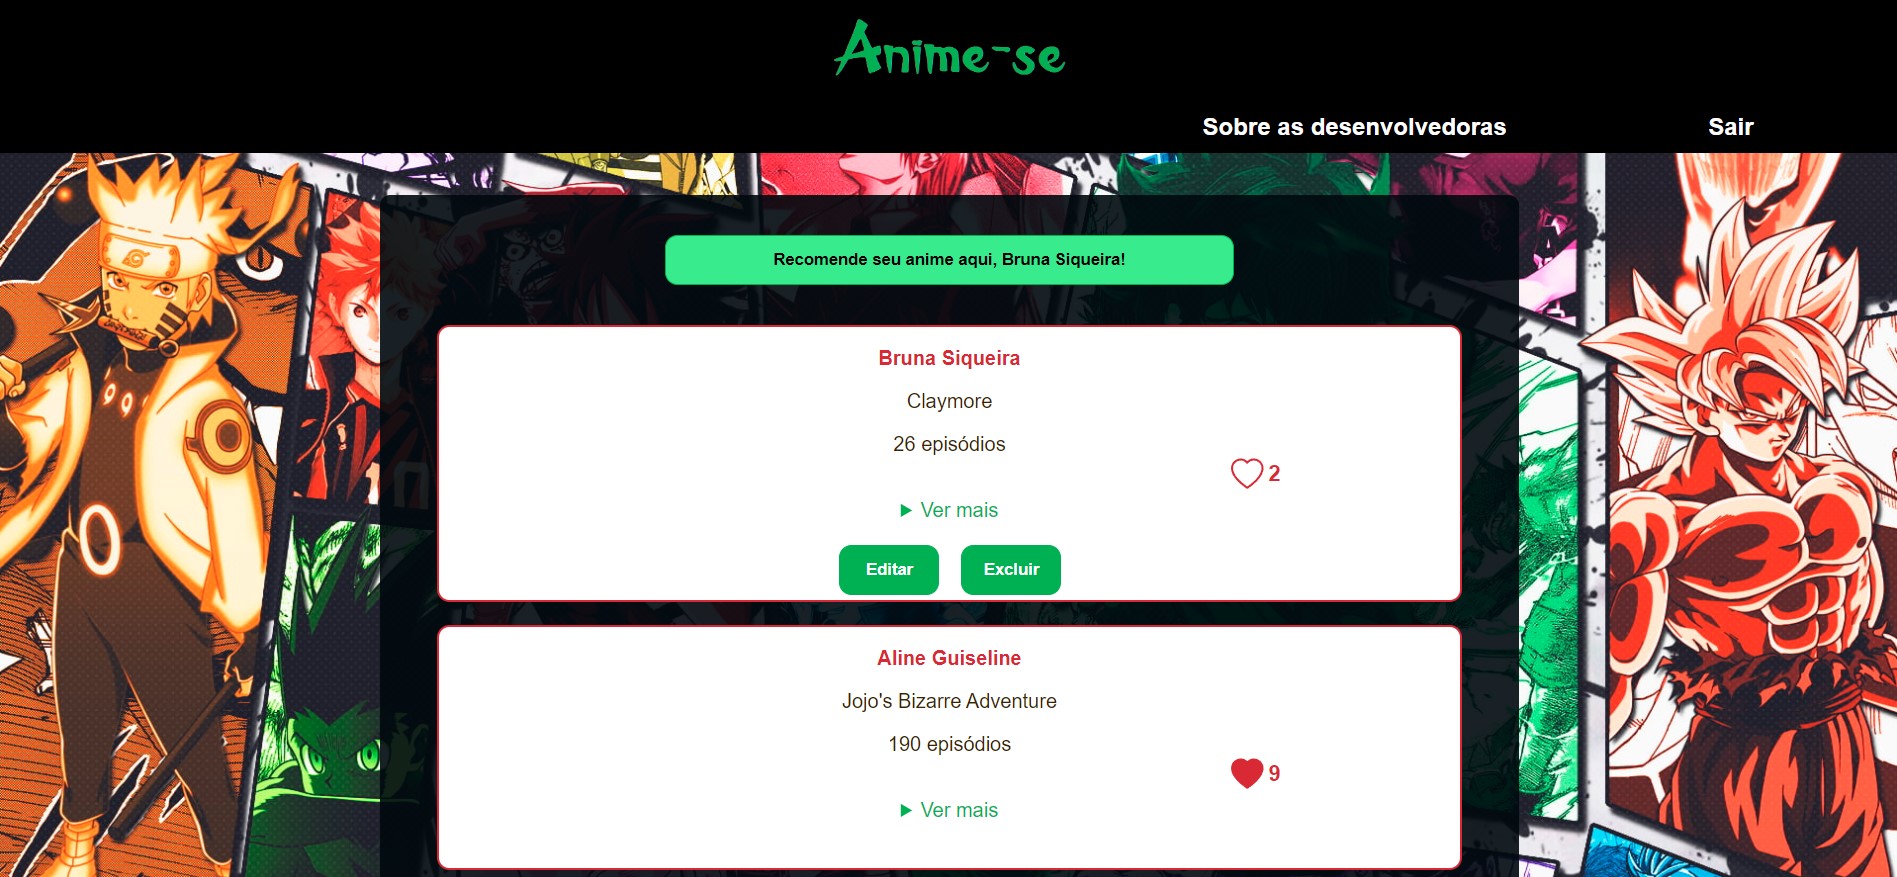 Anime-se
Sobre as desenvolvedoras Sair
Recomende seu anime aqui, Bruna Siqueira!
Bruna Siqueira
Claymore
26 episódios
2
Ver mais
Editar Excluir
Aline Guiseline
Jojo's Bizarre Adventure
190 episódios
9
Ver mais